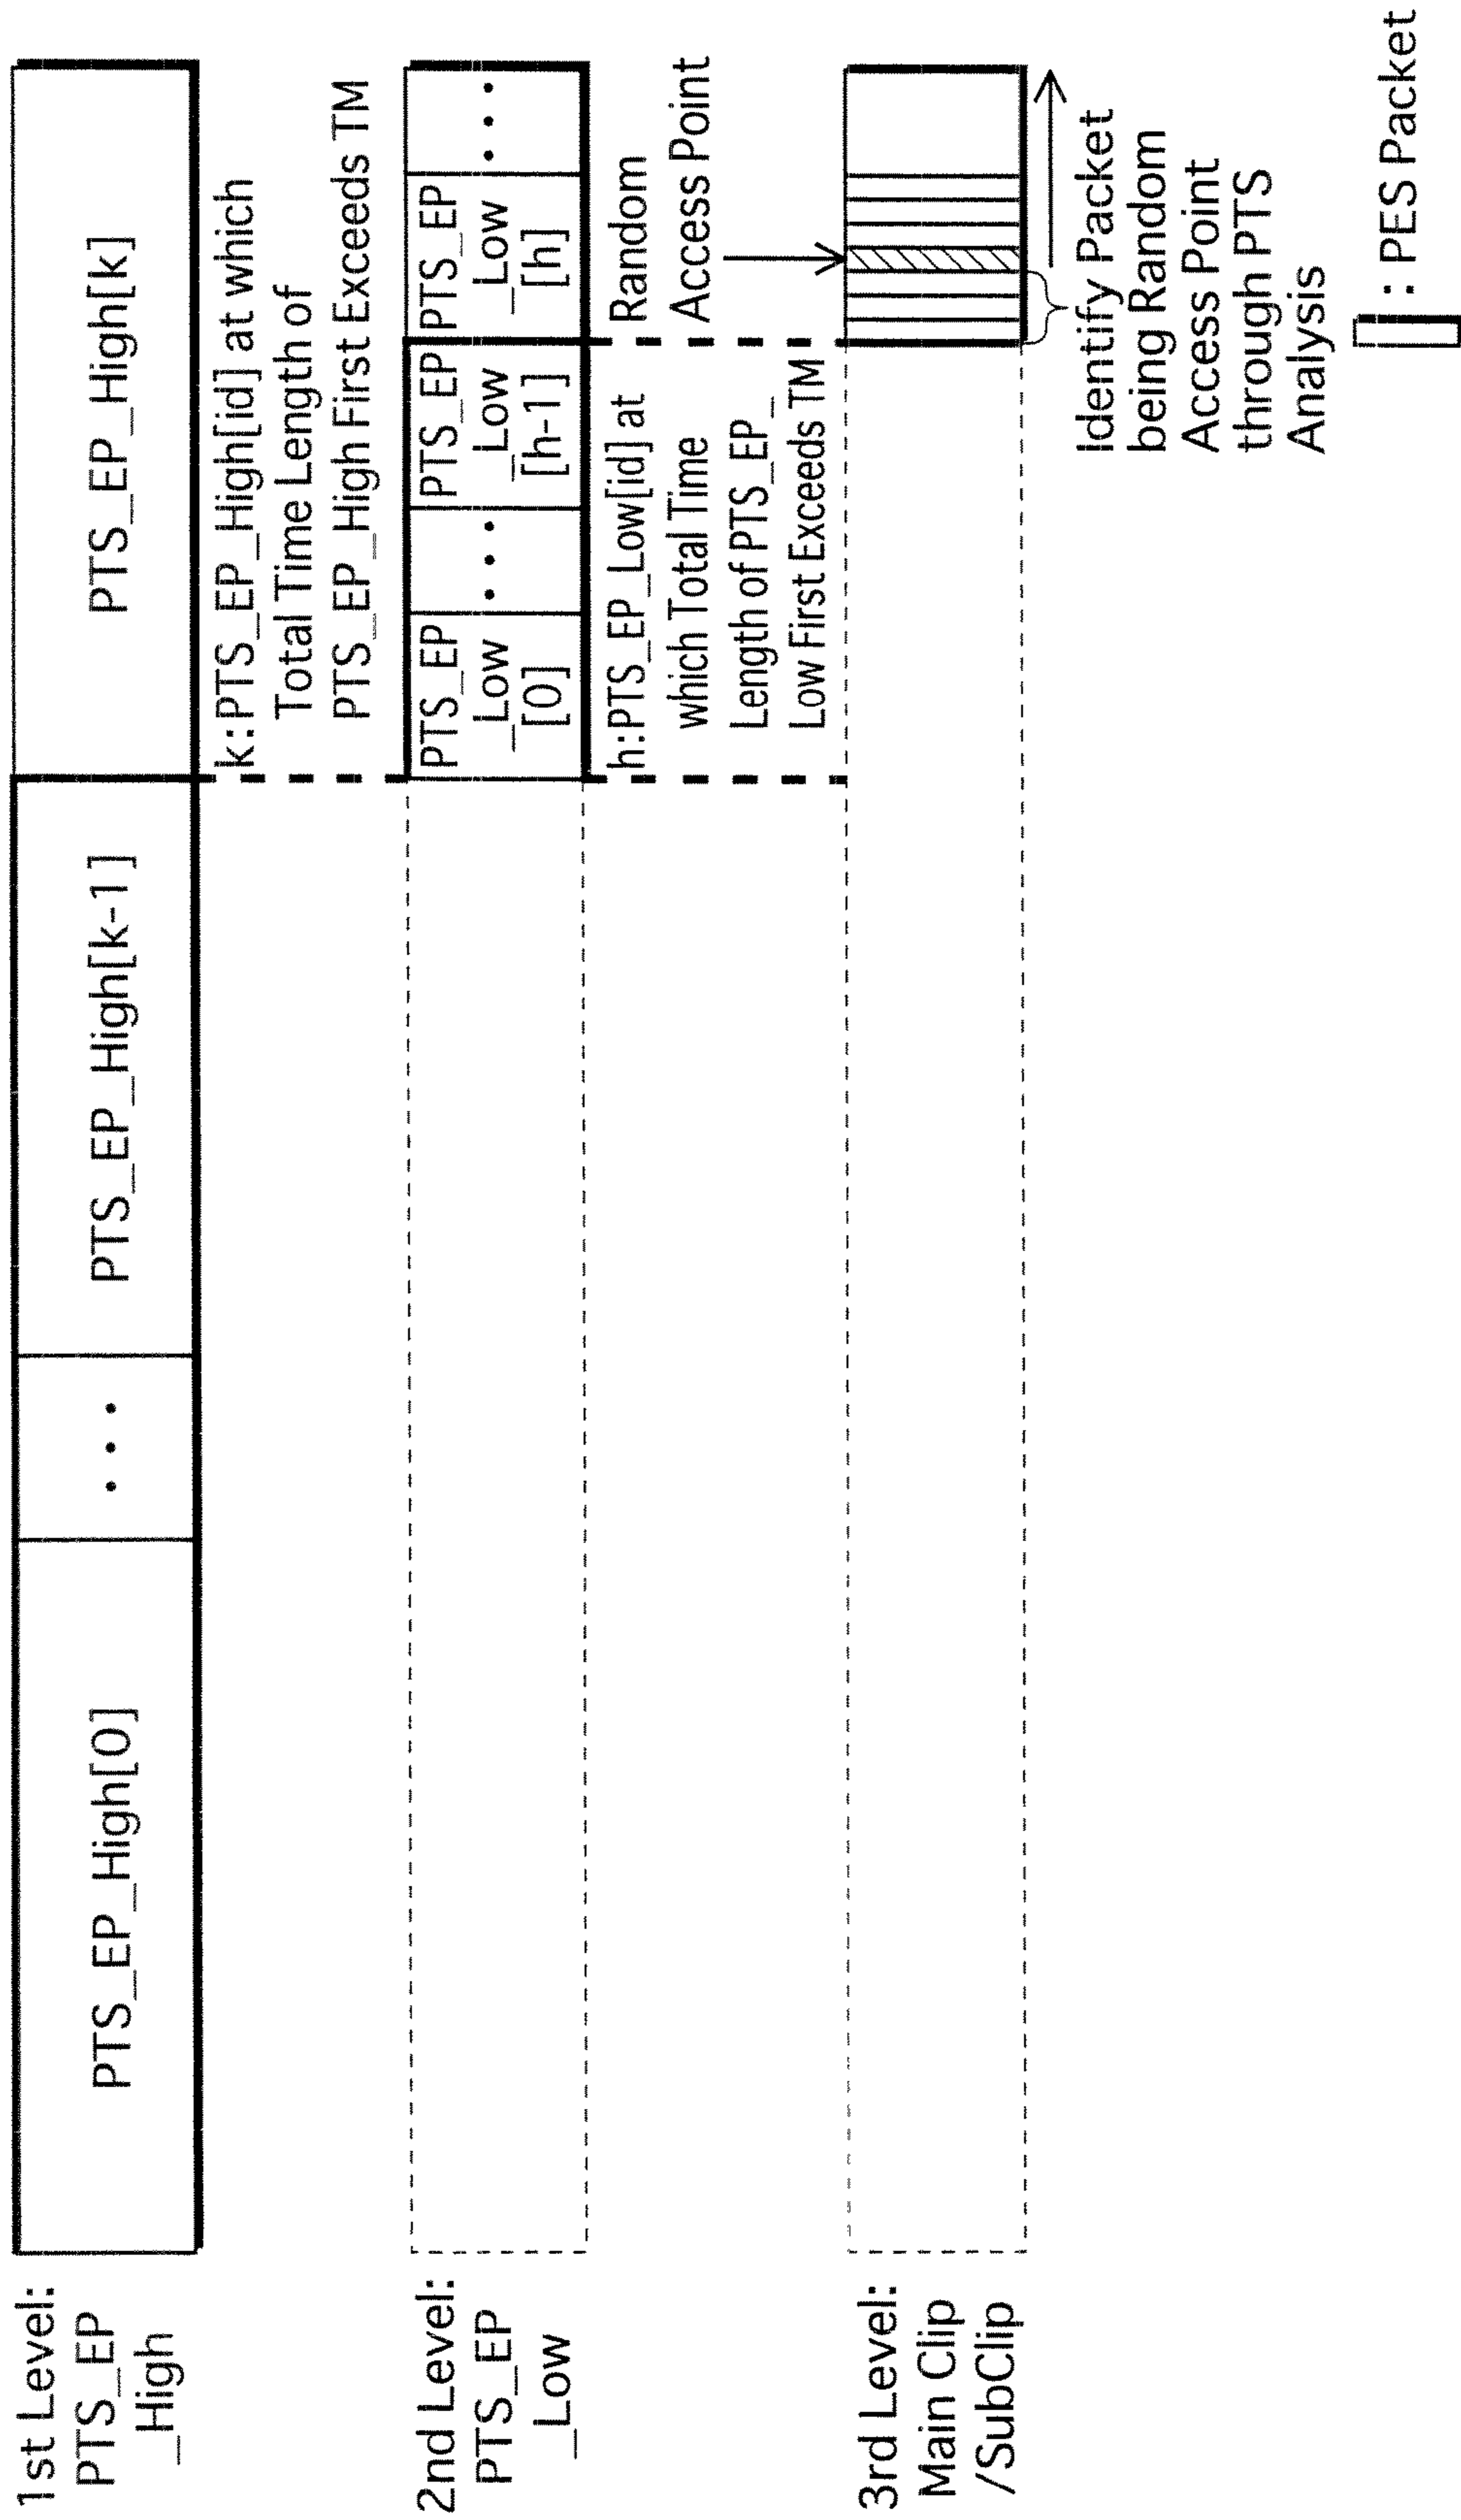 1st Level:
PTS_EP
_High
PTS_EP_High[0]
• • •
PTS_EP_High[k-1]
PTS_EP_High[k]
k:PTS_EP_High[id] at which
Total Time Length of
PTS_EP_High First Exceeds TM
2nd Level:
PTS_EP
_Low
PTS_EP
_Low
[0]
• • •
PTS_EP
_Low
[h-1]
PTS_EP
_Low
[h]
• • •
h:PTS_EP_Low[id] at
which Total Time
Length of PTS_EP_
Low First Exceeds TM
Random
Access Point
3rd Level:
Main Clip
/SubClip
Identify Packet
being Random
Access Point
through PTS
Analysis
: PES Packet